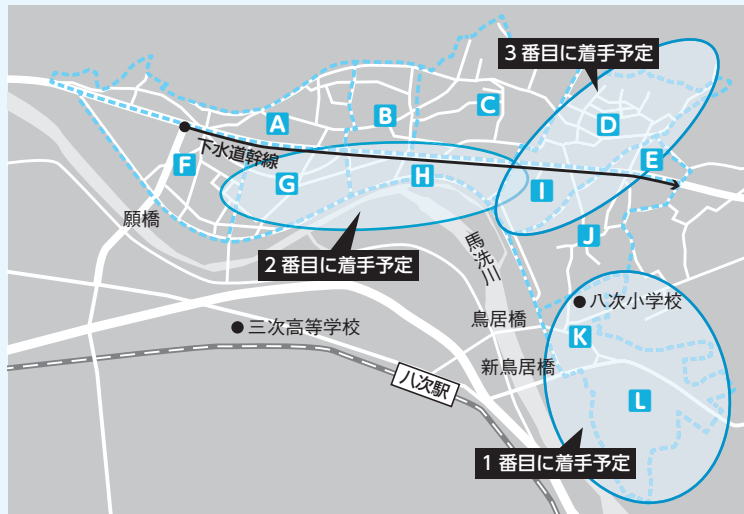 3番目に着手予定
A
B
C
D
E
下水道幹線
F
G
H
I
J
願橋
2番目に着手予定
馬洗川
八次小学校
鳥居橋
三次高等学校
K
新鳥居橋
八次駅
L
1番目に着手予定